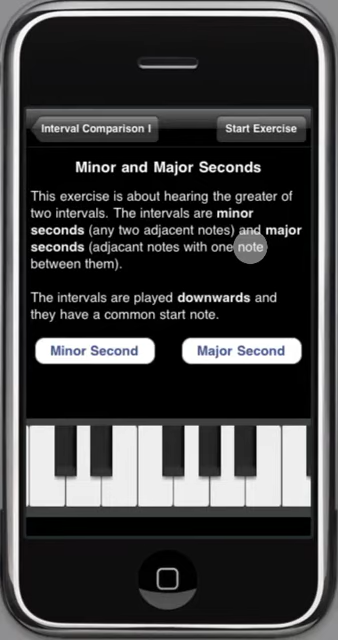 Interval Comparison I
Start Exercise
Minor and Major Seconds
This exercise is about hearing the greater of
two intervals. The intervals are minor
seconds (any two adjacent notes) and major
seconds (adjacant notes with one note
between them).
The intervals are played downwards and
they have a common start note.
Minor Second
Major Second